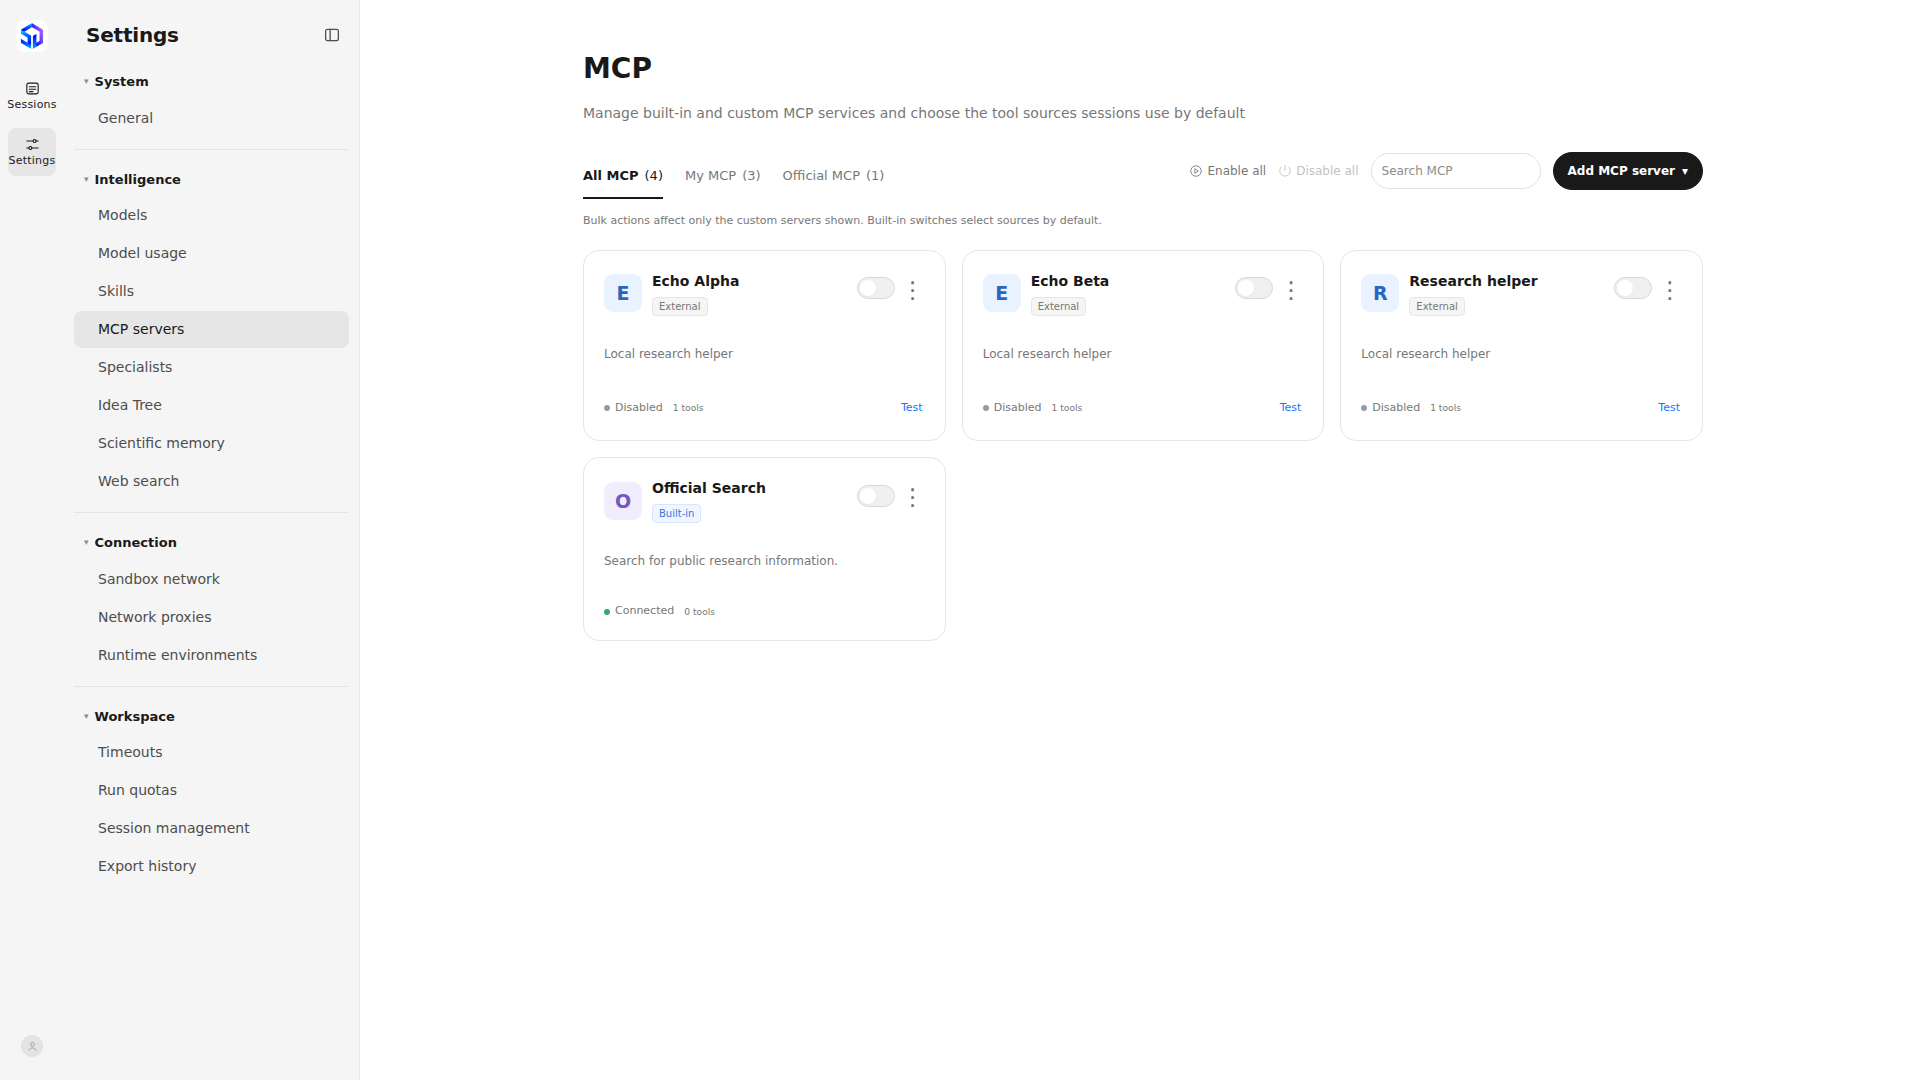 Settings
Sessions
Settings
System
General
Intelligence
Models
Model usage
Skills
MCP servers
Specialists
Idea Tree
Scientific memory
Web search
Connection
Sandbox network
Network proxies
Runtime environments
Workspace
Timeouts
Run quotas
Session management
Export history
MCP
Manage built-in and custom MCP services and choose the tool sources sessions use by default
All MCP (4) My MCP (3) Official MCP (1) Enable all Disable all Search MCP Add MCP server
Bulk actions affect only the custom servers shown. Built-in switches select sources by default.
E Echo Alpha
External
Local research helper
Disabled 1 tools Test
E Echo Beta
External
Local research helper
Disabled 1 tools Test
R Research helper
External
Local research helper
Disabled 1 tools Test
O Official Search
Built-in
Search for public research information.
Connected 0 tools